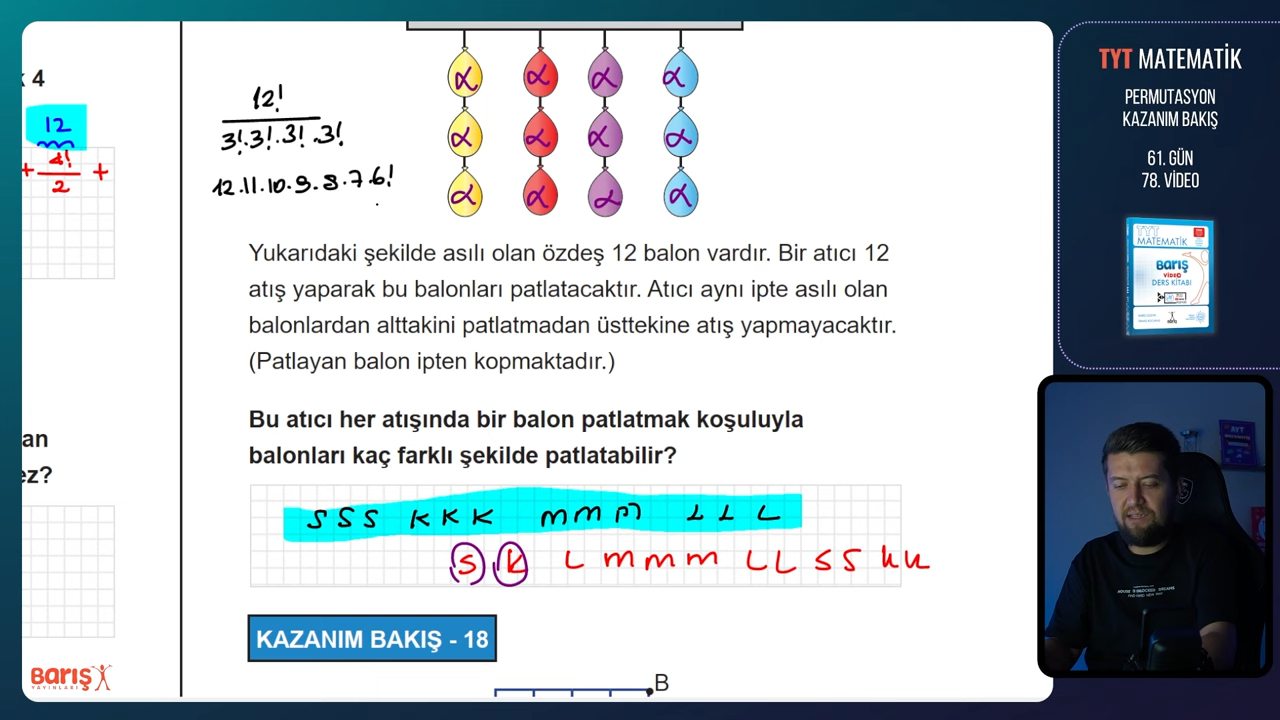 k 4
12
+ 4!/2 +
an
ez?
BARIŞ
YAYINLARI
α α α α
α α α α
α α α α
12!
3!.3!.3!.3!
12.11.10.9.8.7.6!
Yukarıdaki şekilde asılı olan özdeş 12 balon vardır. Bir atıcı 12
atış yaparak bu balonları patlatacaktır. Atıcı aynı ipte asılı olan
balonlardan alttakini patlatmadan üsttekine atış yapmayacaktır.
(Patlayan balon ipten kopmaktadır.)
Bu atıcı her atışında bir balon patlatmak koşuluyla
balonları kaç farklı şekilde patlatabilir?
S S S K K K m m m L L L
S K L m m m L L S S K K
KAZANIM BAKIŞ - 18
B
TYT MATEMATİK
PERMUTASYON
KAZANIM BAKIŞ
61. GÜN
78. VİDEO
TYT
MATEMATİK
BARIŞ
VİDEO
DERS KİTABI